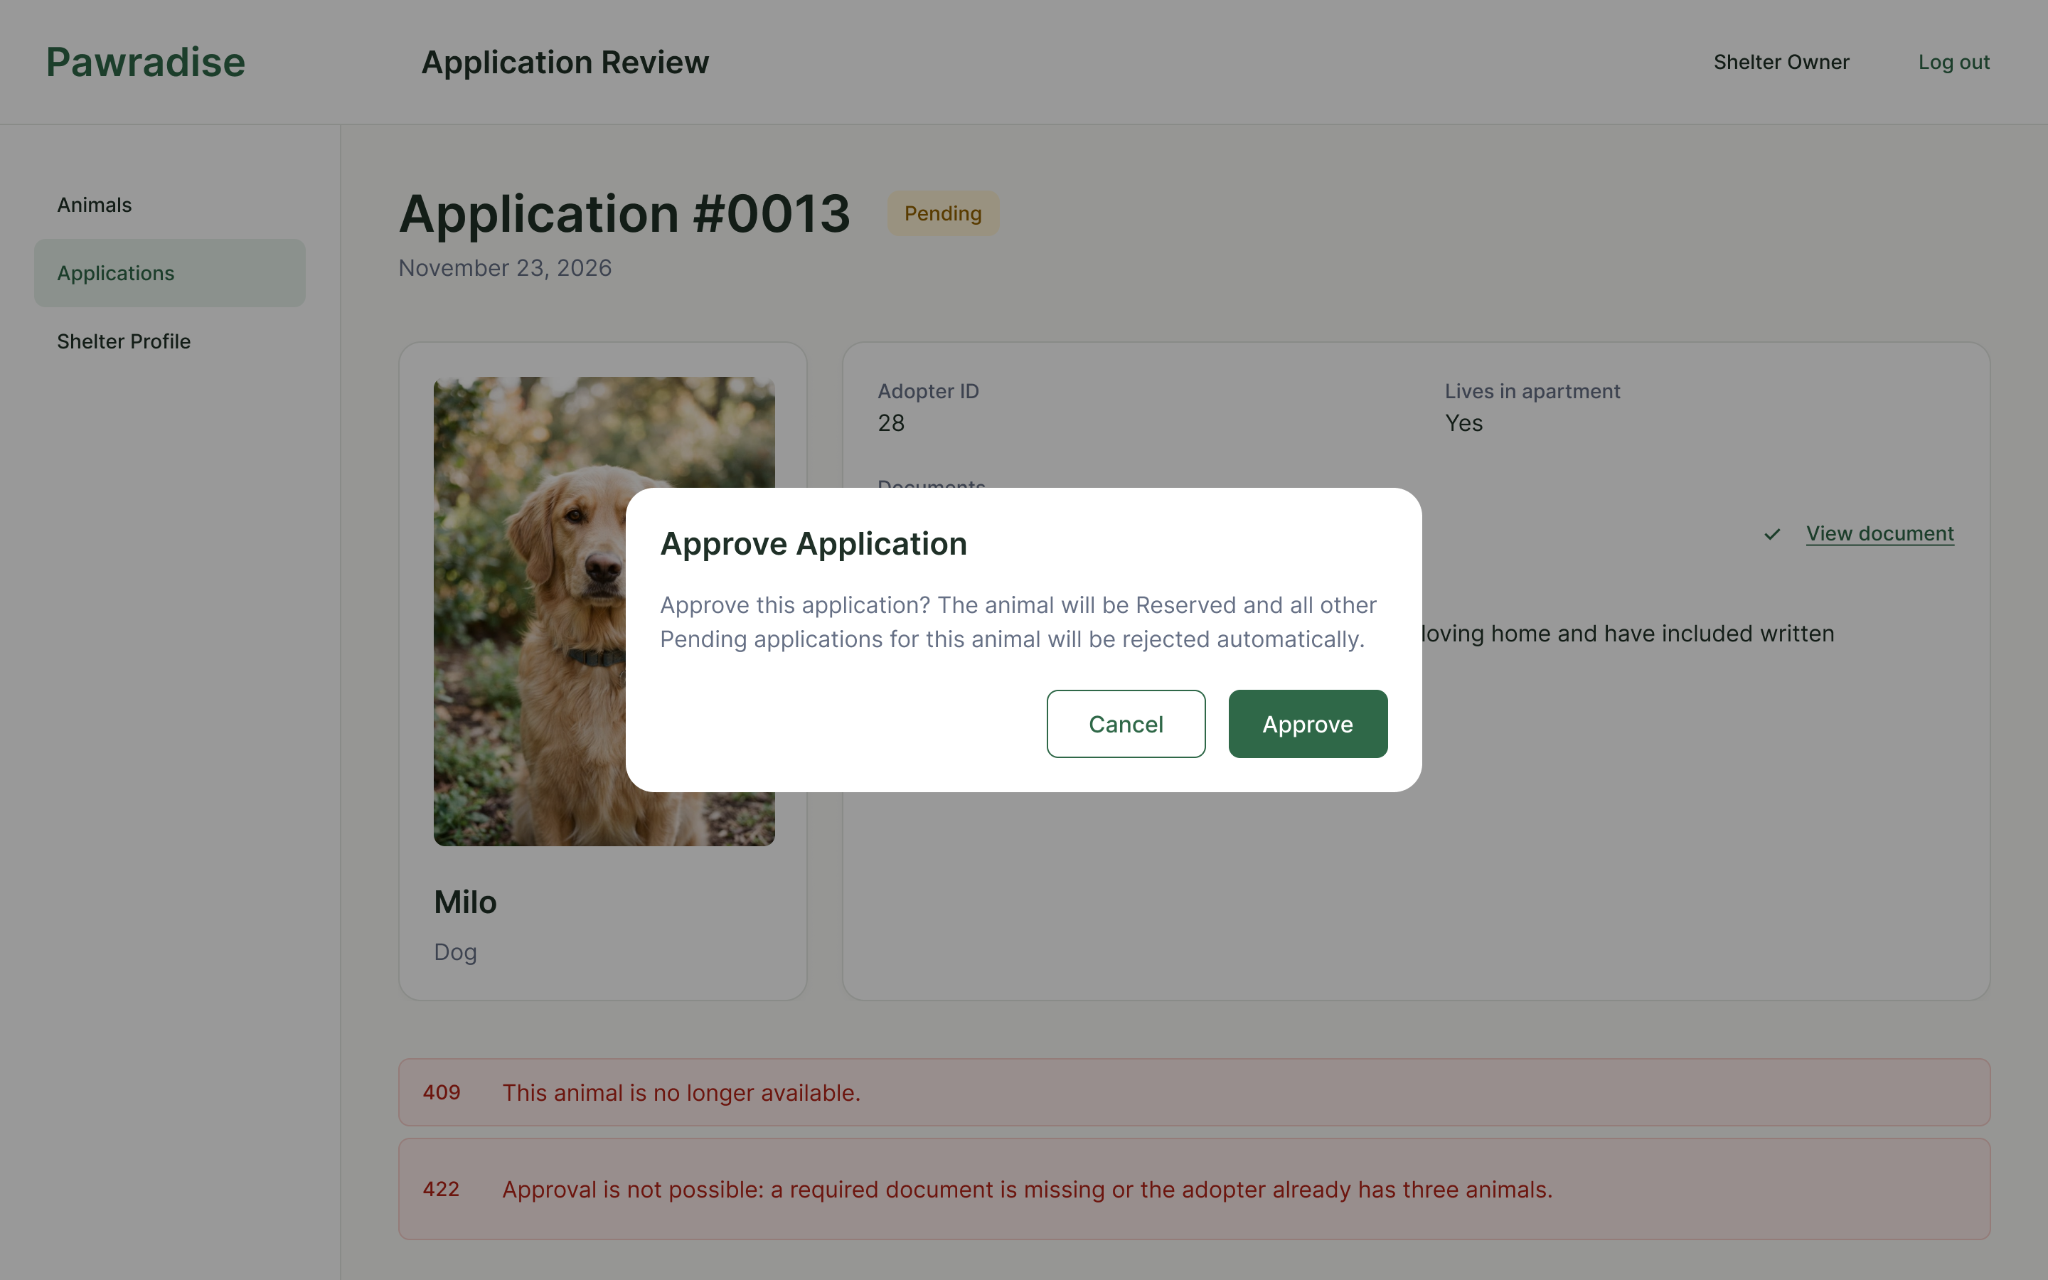 Pawradise
Application Review
Shelter Owner
Log out
Animals
Applications
Shelter Profile
Application #0013
Pending
November 23, 2026
Adopter ID
28
Lives in apartment
Yes
Documents
View document
loving home and have included written
Approve Application
Approve this application? The animal will be Reserved and all other
Pending applications for this animal will be rejected automatically.
Cancel
Approve
Milo
Dog
409
This animal is no longer available.
422
Approval is not possible: a required document is missing or the adopter already has three animals.